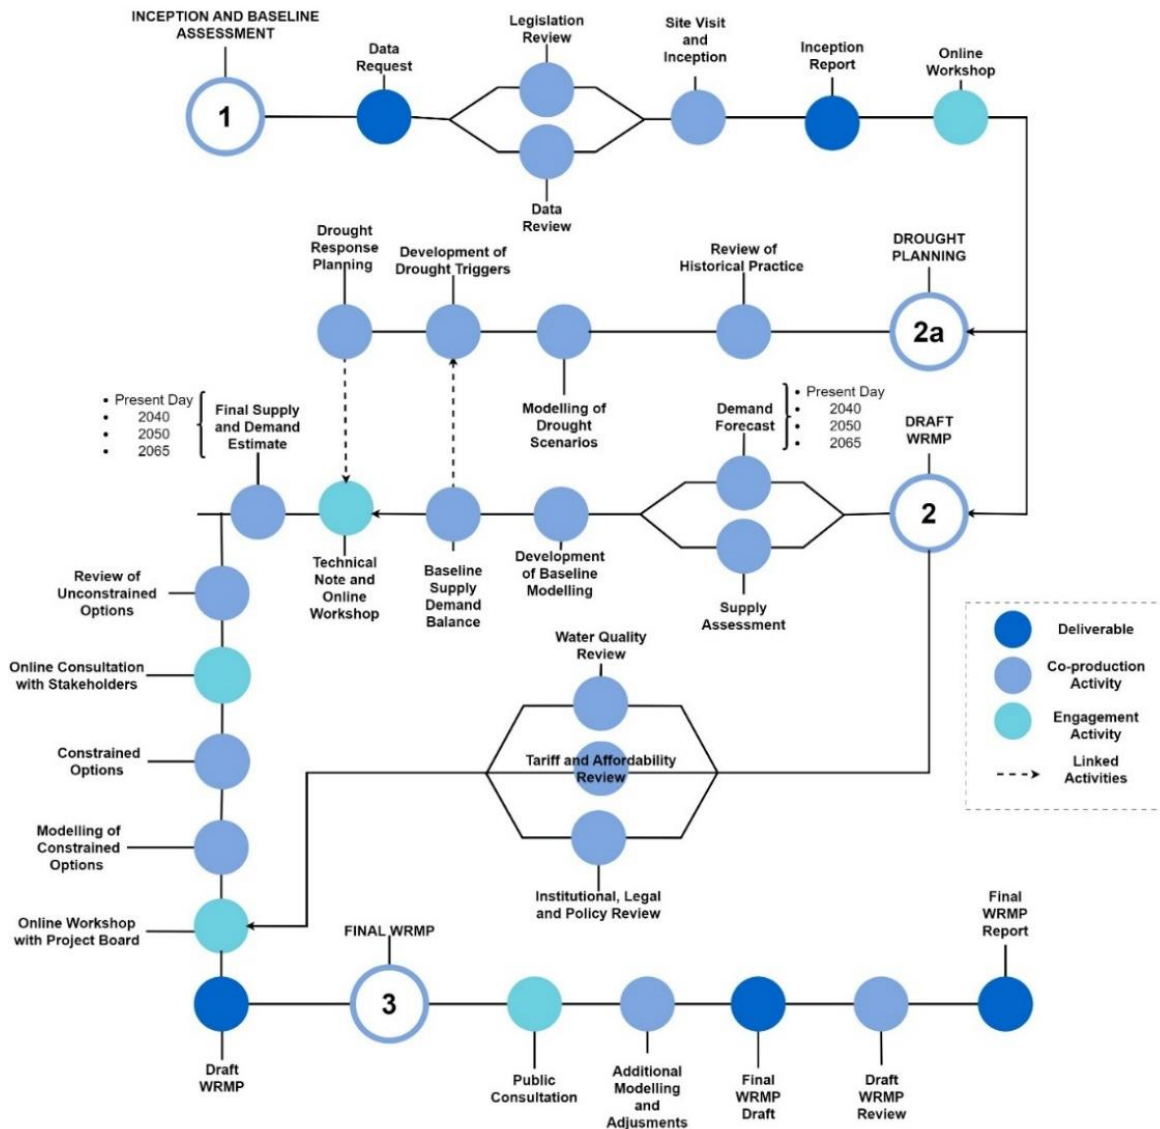 INCEPTION AND BASELINE
ASSESSMENT
1
Data
Request
Legislation
Review
Data
Review
Site Visit
and
Inception
Inception
Report
Online
Workshop
DROUGHT
PLANNING
2a
Review of
Historical Practice
Modelling of
Drought
Scenarios
Development of
Drought Triggers
Drought
Response
Planning
DRAFT
WRMP
2
Demand
Forecast
• Present Day
• 2040
• 2050
• 2065
Supply
Assessment
Development
of Baseline
Modelling
Baseline
Supply
Demand
Balance
Technical
Note and
Online
Workshop
Final Supply
and Demand
Estimate
• Present Day
• 2040
• 2050
• 2065
Review of
Unconstrained
Options
Online Consultation
with Stakeholders
Constrained
Options
Modelling of
Constrained
Options
Online Workshop
with Project Board
Water Quality
Review
Tariff and Affordability
Review
Institutional, Legal
and Policy Review
Draft
WRMP
FINAL WRMP
3
Public
Consultation
Additional
Modelling
and
Adjusments
Final
WRMP
Draft
Draft
WRMP
Review
Final
WRMP
Report
Deliverable
Co-production
Activity
Engagement
Activity
Linked
Activities